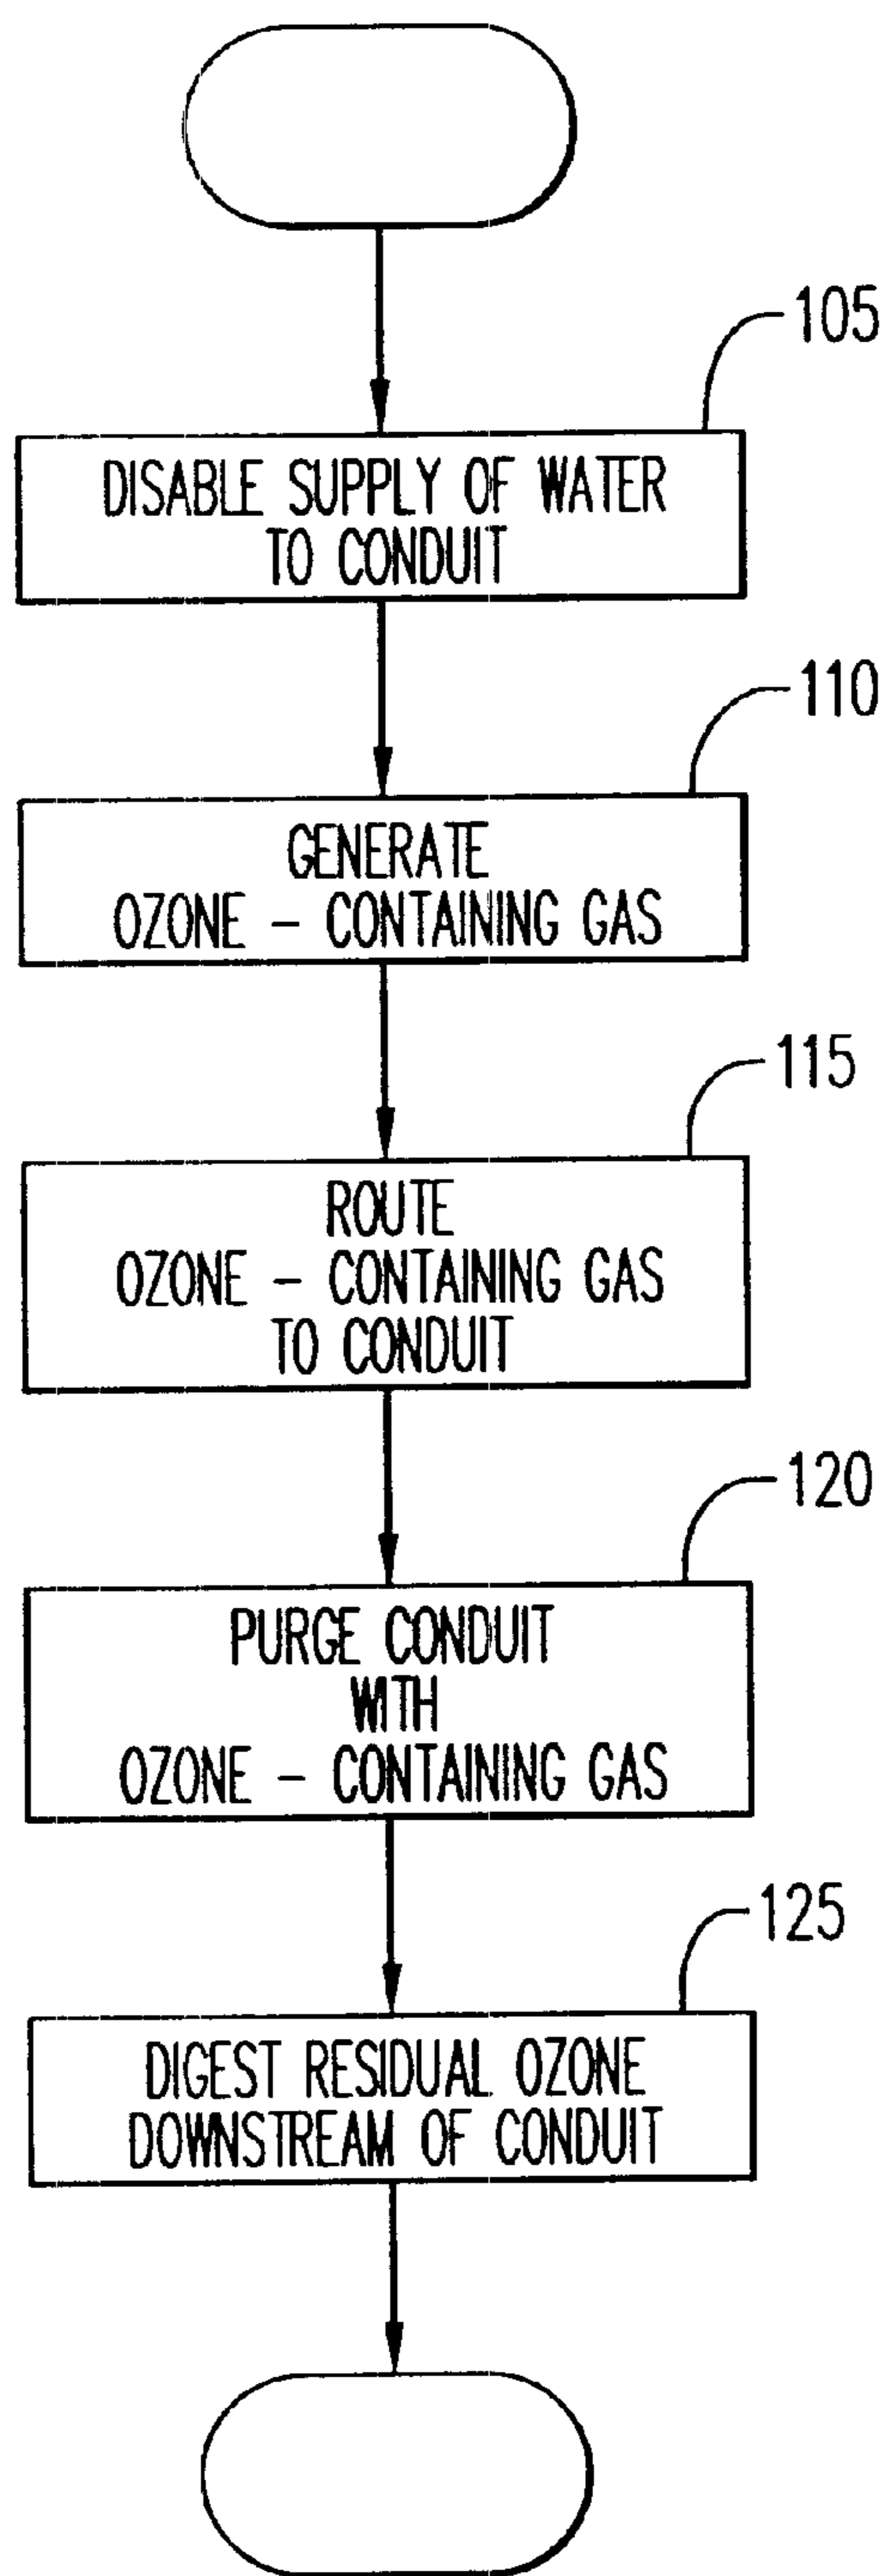 105
DISABLE SUPPLY OF WATER
TO CONDUIT
110
GENERATE
OZONE - CONTAINING GAS
115
ROUTE
OZONE - CONTAINING GAS
TO CONDUIT
120
PURGE CONDUIT
WITH
OZONE - CONTAINING GAS
125
DIGEST RESIDUAL OZONE
DOWNSTREAM OF CONDUIT